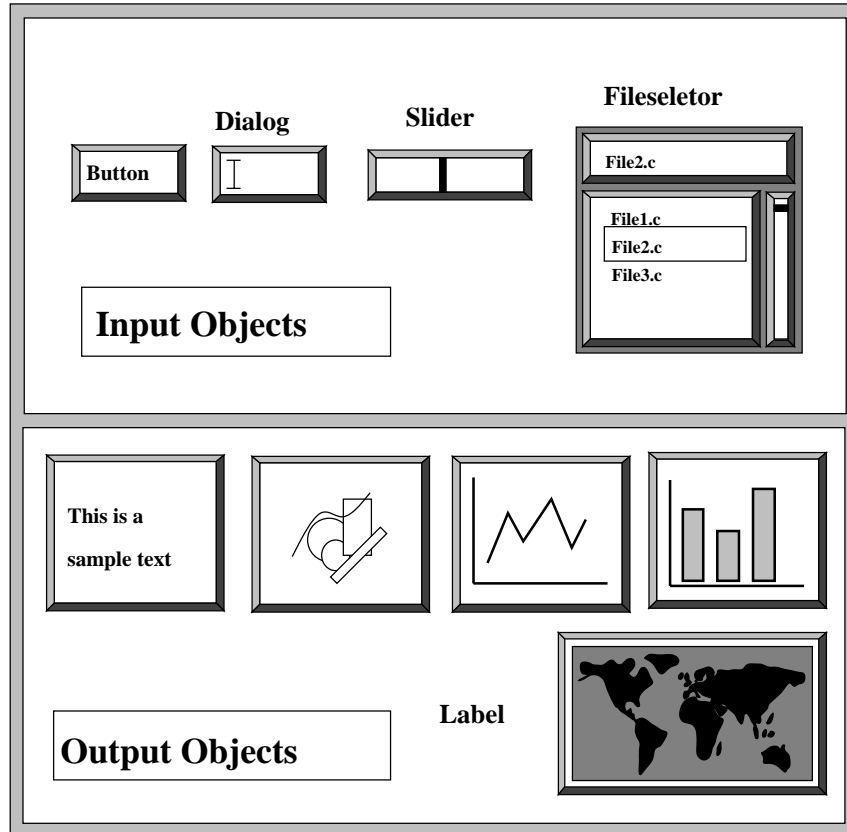 Dialog
Slider
Fileseletor
Button
File2.c
File1.c
File2.c
File3.c
Input Objects
This is a
sample text
Label
Output Objects